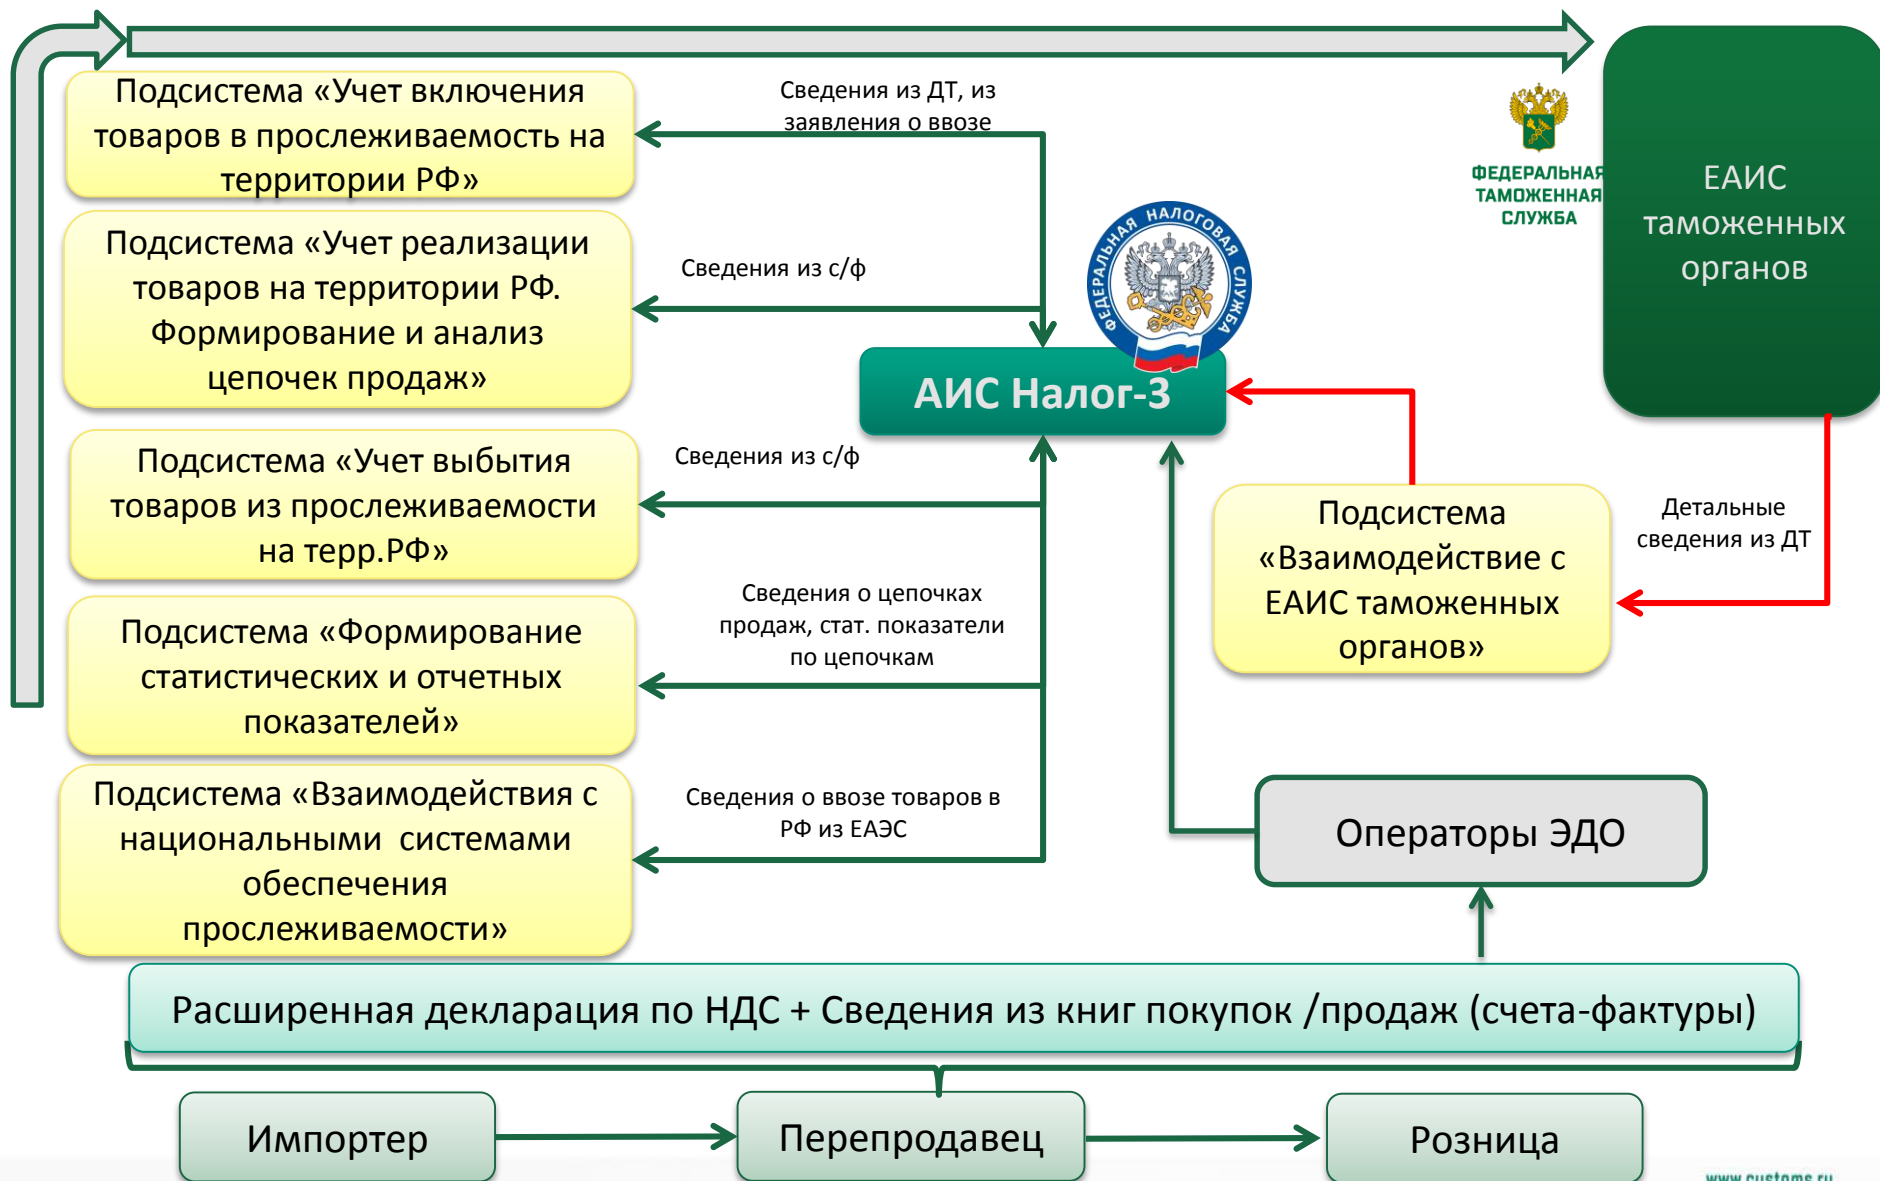 Подсистема «Учет включения
товаров в прослеживаемость на
территории РФ»
Сведения из ДТ, из
заявления о ввозе
ФЕДЕРАЛЬНАЯ
ТАМОЖЕННАЯ
СЛУЖБА
ЕАИС
таможенных
органов
Подсистема «Учет реализации
товаров на территории РФ.
Формирование и анализ
цепочек продаж»
Сведения из с/ф
ФЕДЕРАЛЬНАЯ НАЛОГОВАЯ СЛУЖБА
АИС Налог-3
Подсистема «Учет выбытия
товаров из прослеживаемости
на терр.РФ»
Сведения из с/ф
Подсистема
«Взаимодействие с
ЕАИС таможенных
органов»
Детальные
сведения из ДТ
Подсистема «Формирование
статистических и отчетных
показателей»
Сведения о цепочках
продаж, стат. показатели
по цепочкам
Подсистема «Взаимодействия с
национальными системами
обеспечения
прослеживаемости»
Сведения о ввозе товаров в
РФ из ЕАЭС
Операторы ЭДО
Расширенная декларация по НДС + Сведения из книг покупок /продаж (счета-фактуры)
Импортер
Перепродавец
Розница
www.customs.ru